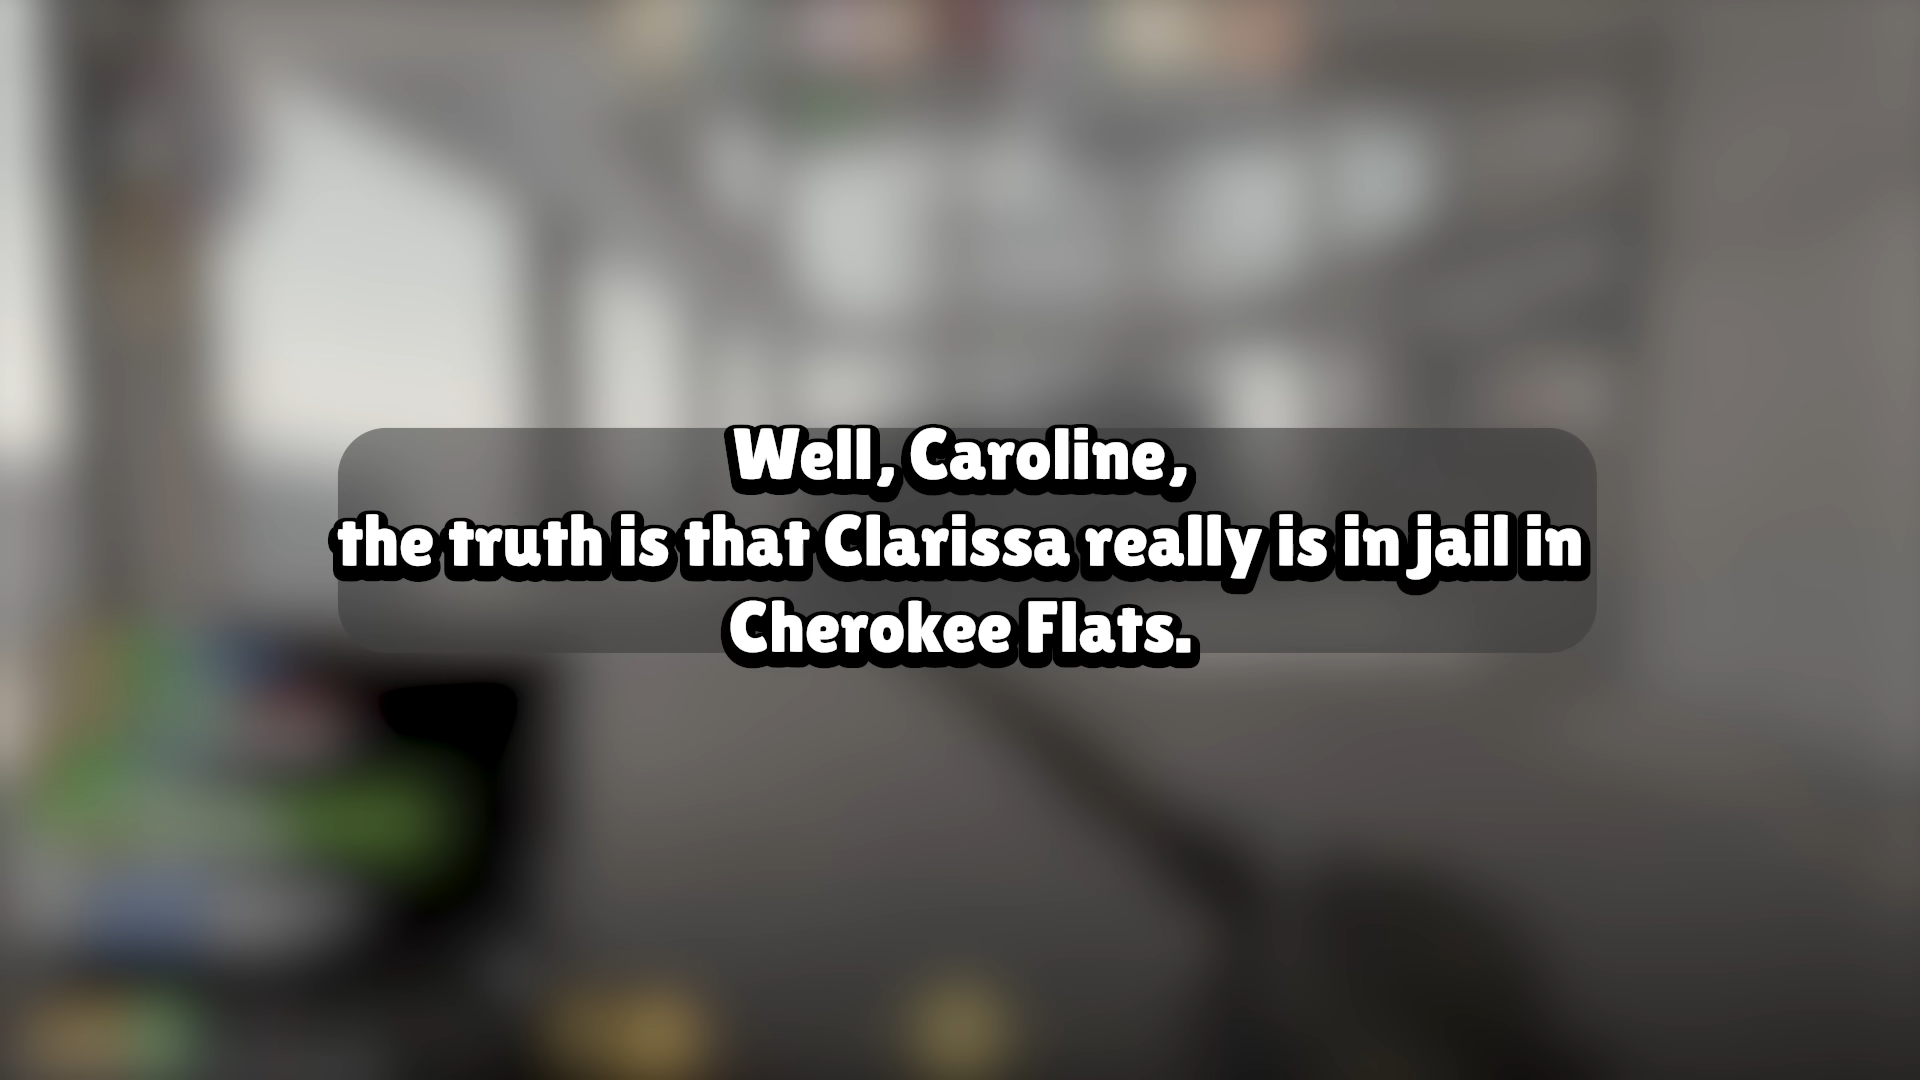 Well, Caroline,
the truth is that Clarissa really is in jail in
Cherokee Flats.